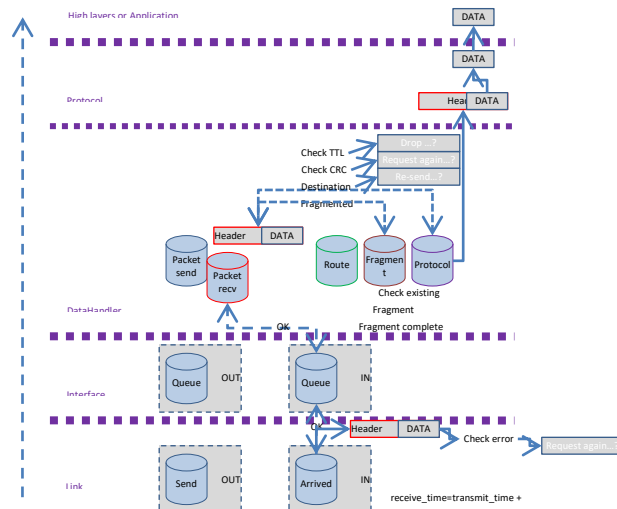 High layers or Application
DATA
DATA
Protocol
Hea
DATA
Drop ...?
Check TTL
Request again...?
Check CRC
Re-send...?
Destination
Fragmented
Header
DATA
Packet
send
Packet
recv
Route
Fragmen
t
Protocol
Check existing
Fragment
DataHandler
OK
Fragment complete
Queue
OUT
Queue
IN
Interface
OK
Header
DATA
Check error
Request again...
Send
OUT
Arrived
IN
Link
receive_time=transmit_time +